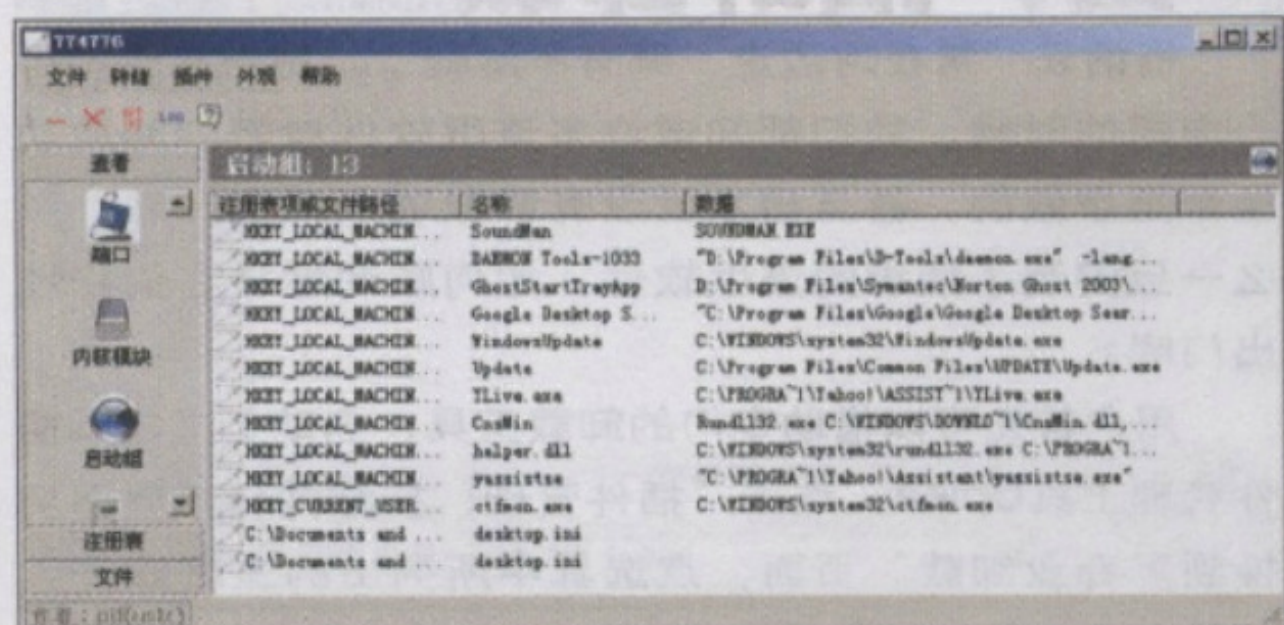 774776
文件 转储 插件 外观 帮助
LOG
查看
启动组: 13
注册表项或文件路径 名称 数据
HKEY_LOCAL_MACHIN... SoundMan SOUNDMAN.EXE
HKEY_LOCAL_MACHIN... DAEMON Tools-1033 "D:\Program Files\D-Tools\daemon.exe" -lang...
HKEY_LOCAL_MACHIN... GhostStartTrayApp D:\Program Files\Symantec\Norton Ghost 2003\...
HKEY_LOCAL_MACHIN... Google Desktop S... "C:\Program Files\Google\Google Desktop Sear...
HKEY_LOCAL_MACHIN... WindowsUpdate C:\WINDOWS\system32\WindowsUpdate.exe
HKEY_LOCAL_MACHIN... Update C:\Program Files\Common Files\UPDATE\Update.exe
HKEY_LOCAL_MACHIN... YLive.exe C:\PROGRA~1\Yahoo!\ASSIST~1\YLive.exe
HKEY_LOCAL_MACHIN... CnsMin Rundll32.exe C:\WINDOWS\DOWNLO~1\CnsMin.dll,...
HKEY_LOCAL_MACHIN... helper.dll C:\WINDOWS\system32\rundll32.exe C:\PROGRA~1...
HKEY_LOCAL_MACHIN... yassistse "C:\PROGRA~1\Yahoo!\Assistant\yassistse.exe"
HKEY_CURRENT_USER... ctfmon.exe C:\WINDOWS\system32\ctfmon.exe
C:\Documents and ... desktop.ini
C:\Documents and ... desktop.ini
端口
内核模块
启动组
注册表
文件